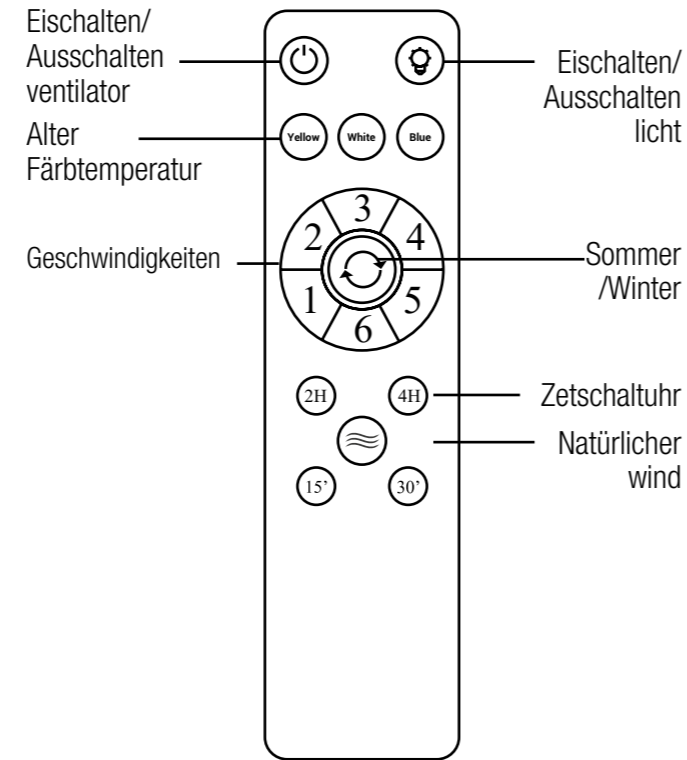 Eischalten/
Ausschalten
ventilator
Eischalten/
Ausschalten
licht
Alter
Färbtemperatur
Yellow White Blue
Geschwindigkeiten
3
2 4
1 5
6
Sommer
/Winter
2H 4H
Zetschaltuhr
Natürlicher
wind
15’ 30’